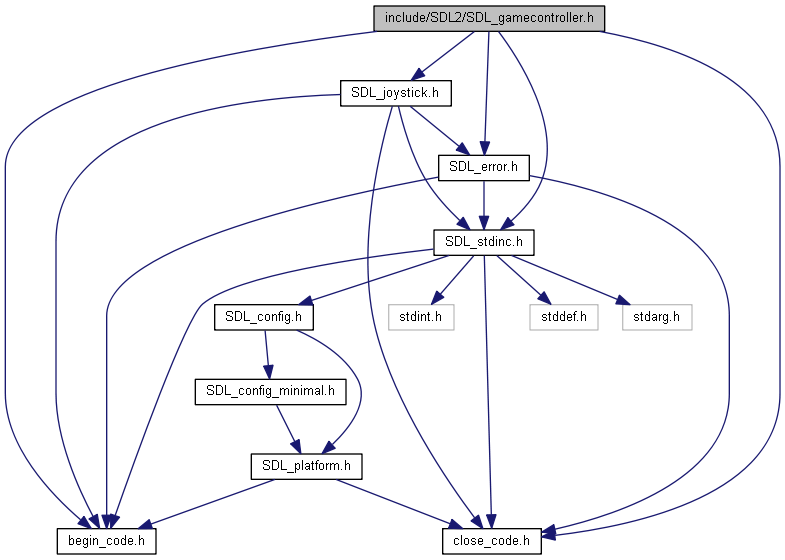 include/SDL2/SDL_gamecontroller.h
SDL_joystick.h
SDL_error.h
SDL_stdinc.h
SDL_config.h
stdint.h
stddef.h
stdarg.h
SDL_config_minimal.h
SDL_platform.h
begin_code.h
close_code.h